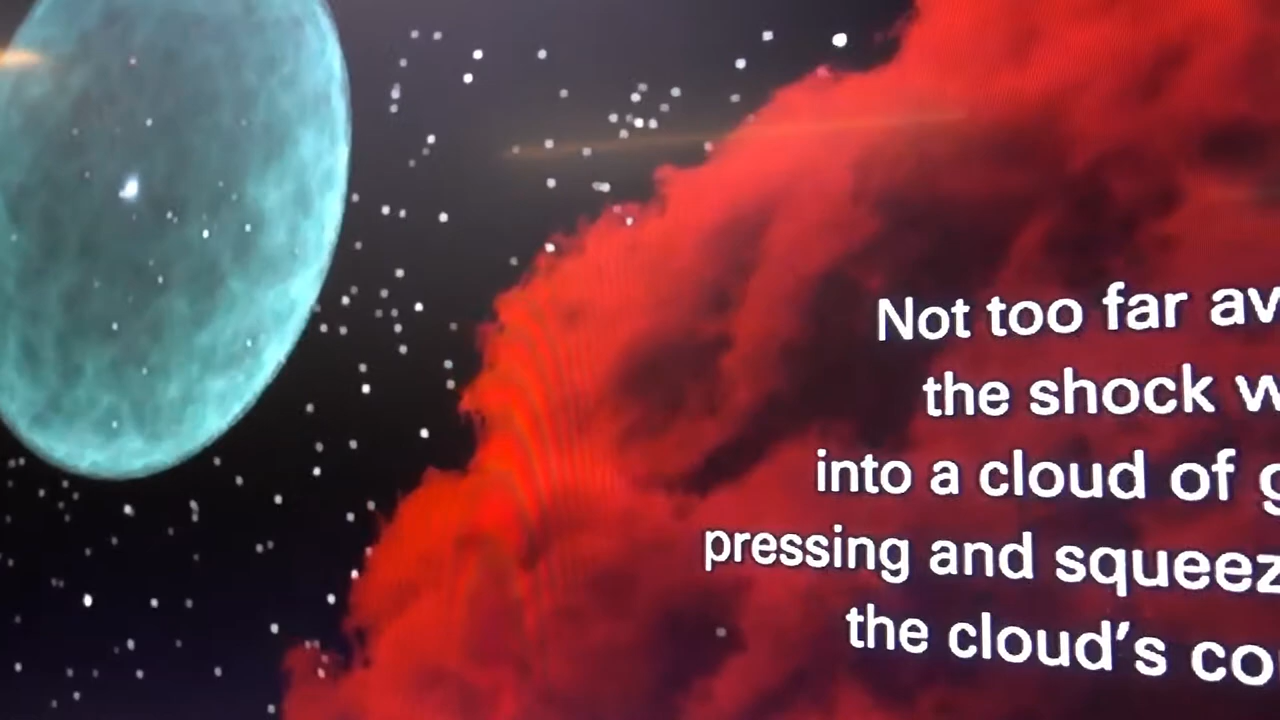 Not too far
the shock
into a cloud of
pressing and
the cloud's